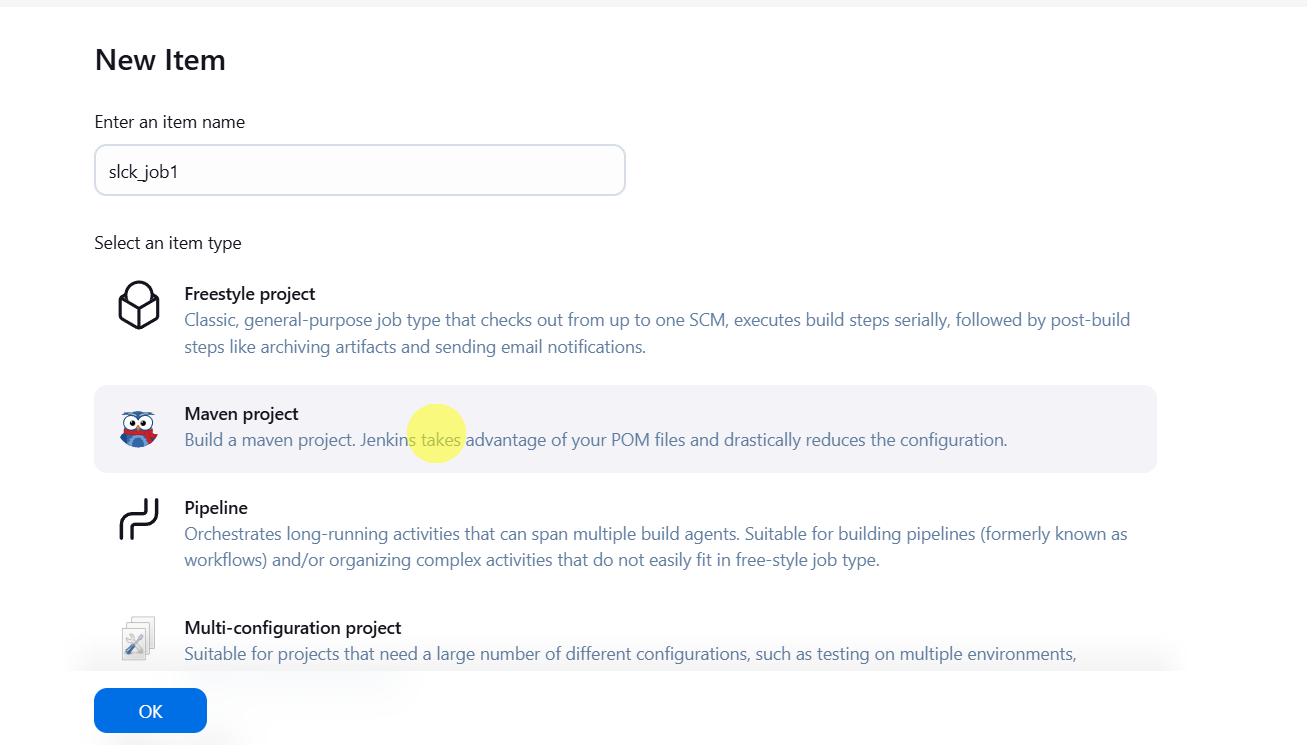 New Item
Enter an item name
slck_job1
Select an item type
Freestyle project
Classic, general-purpose job type that checks out from up to one SCM, executes build steps serially, followed by post-build
steps like archiving artifacts and sending email notifications.
Maven project
Build a maven project. Jenkins takes advantage of your POM files and drastically reduces the configuration.
Pipeline
Orchestrates long-running activities that can span multiple build agents. Suitable for building pipelines (formerly known as
workflows) and/or organizing complex activities that do not easily fit in free-style job type.
Multi-configuration project
Suitable for projects that need a large number of different configurations, such as testing on multiple environments,
OK